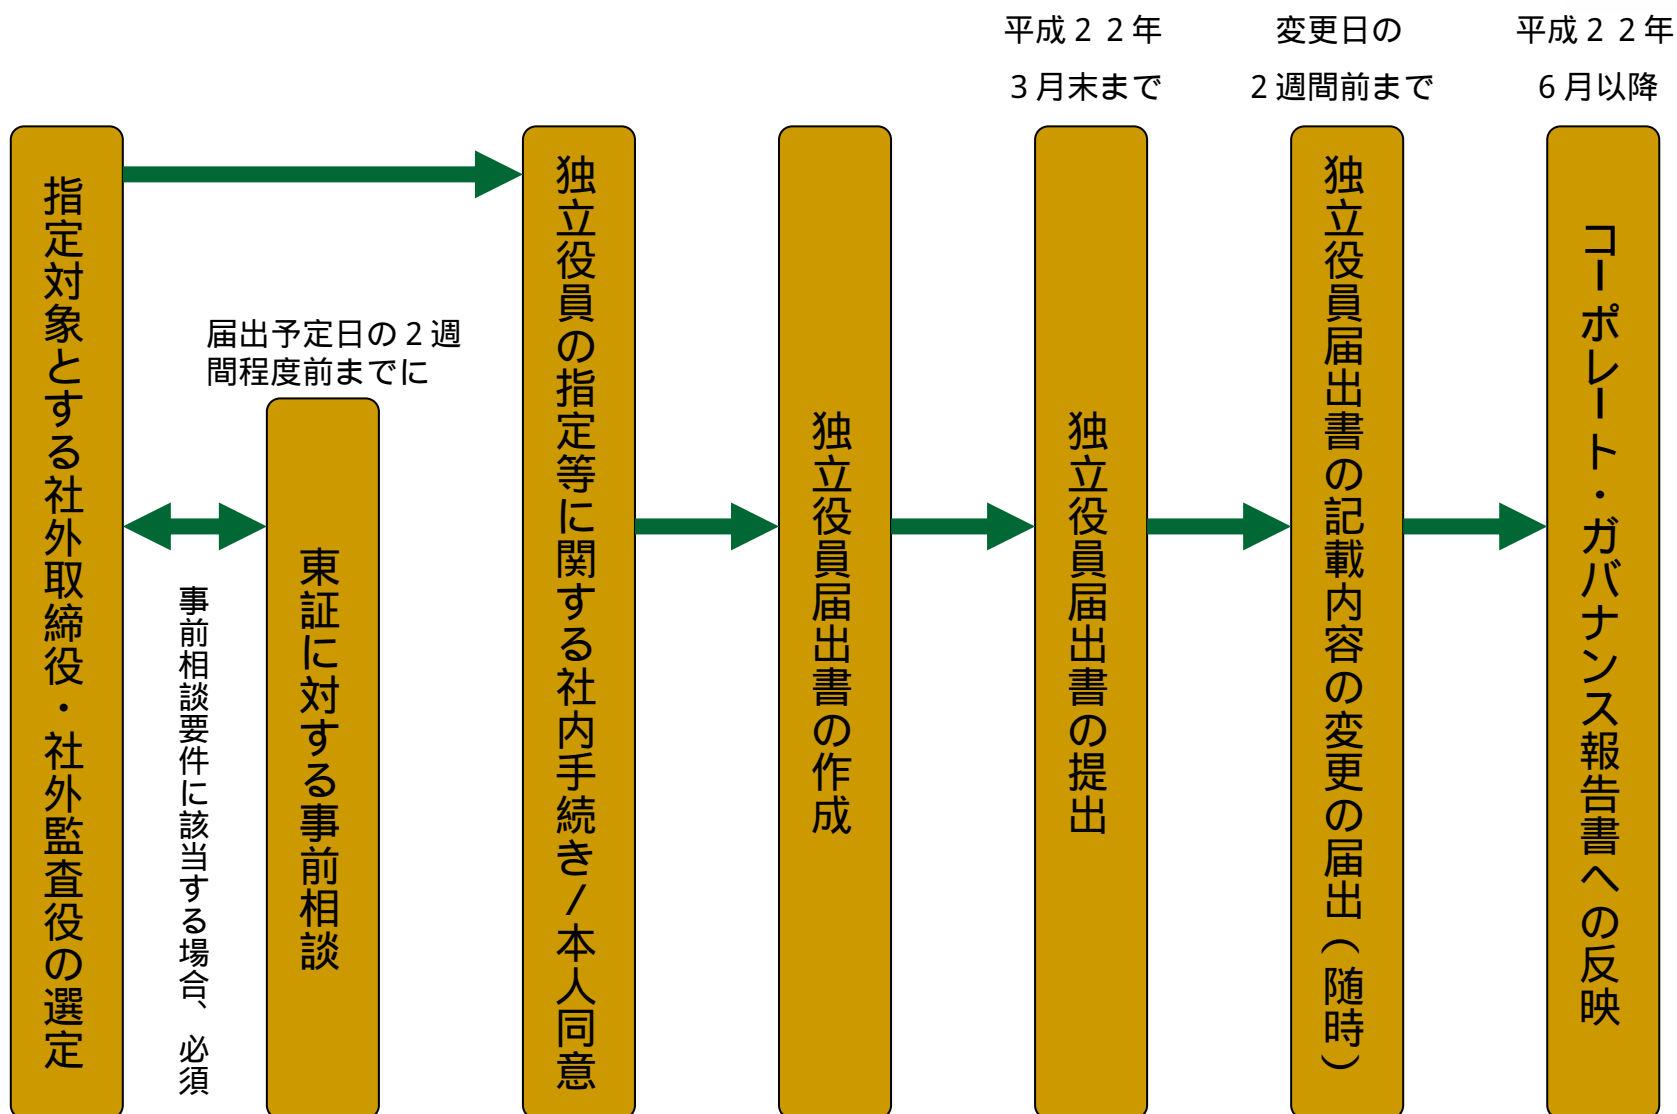 平成２２年
３月末まで
変更日の
２週間前まで
平成２２年
６月以降
指定対象とする社外取締役・社外監査役の選定
届出予定日の２週
間程度前までに
事前相談要件に該当する場合、必須
東証に対する事前相談
独立役員の指定等に関する社内手続き/本人同意
独立役員届出書の作成
独立役員届出書の提出
独立役員届出書の記載内容の変更の届出（随時）
コーポレート・ガバナンス報告書への反映